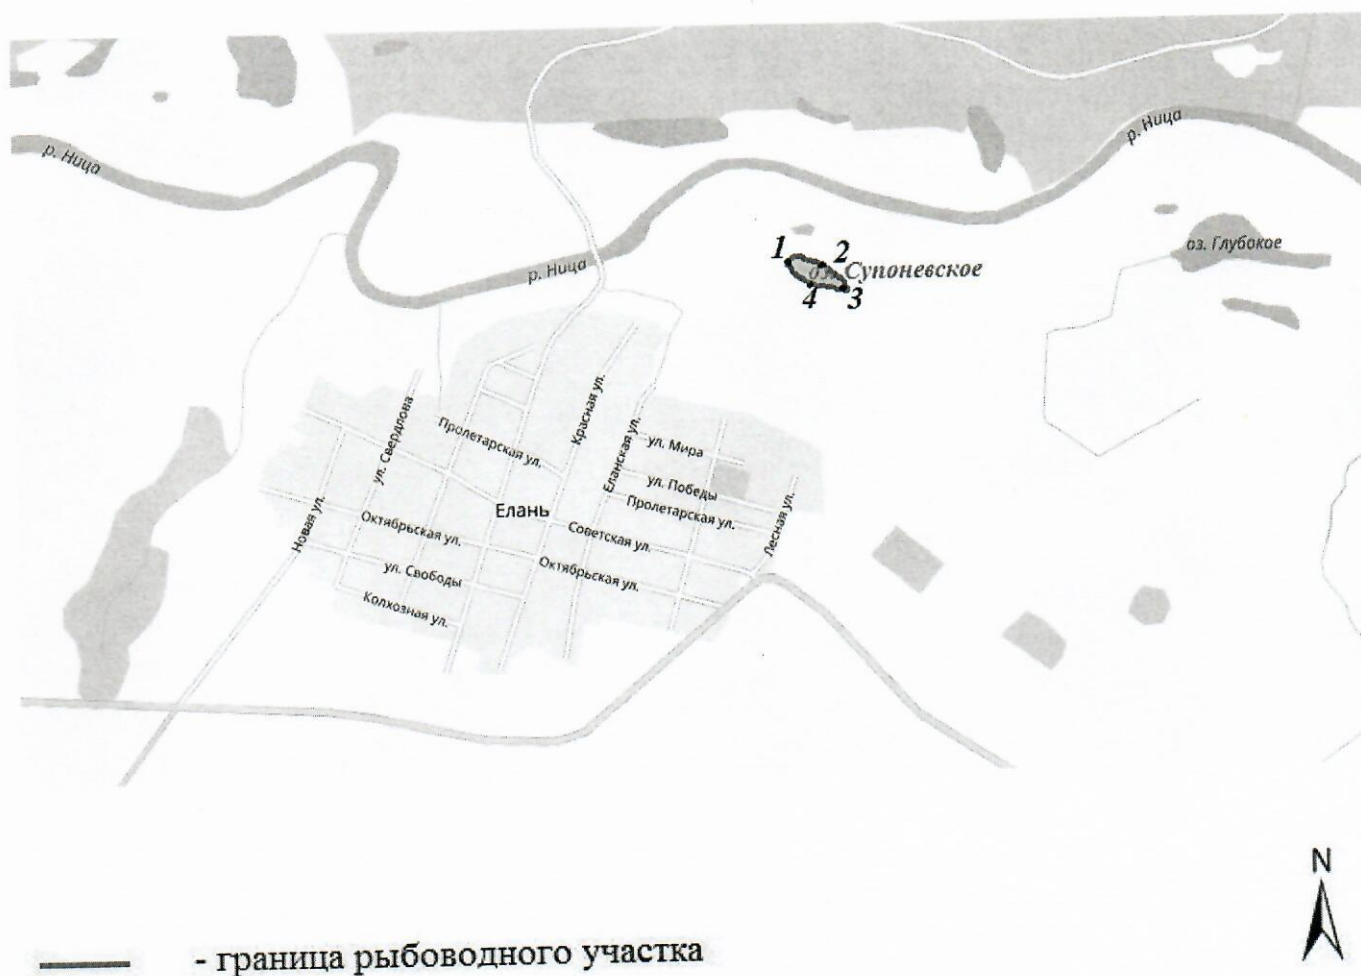 р. Ница
р. Ница
р. Ница
оз. Глубокое
1
2
оз. Супоневское
4
3
Красная ул.
ул. Свердлова
Пролетарская ул.
Еланская ул.
ул. Мира
ул. Победы
Пролетарская ул.
Лесная ул.
Елань
Новая ул.
Октябрьская ул.
Советская ул.
ул. Свободы
Октябрьская ул.
Колхозная ул.
N
- граница рыбоводного участка